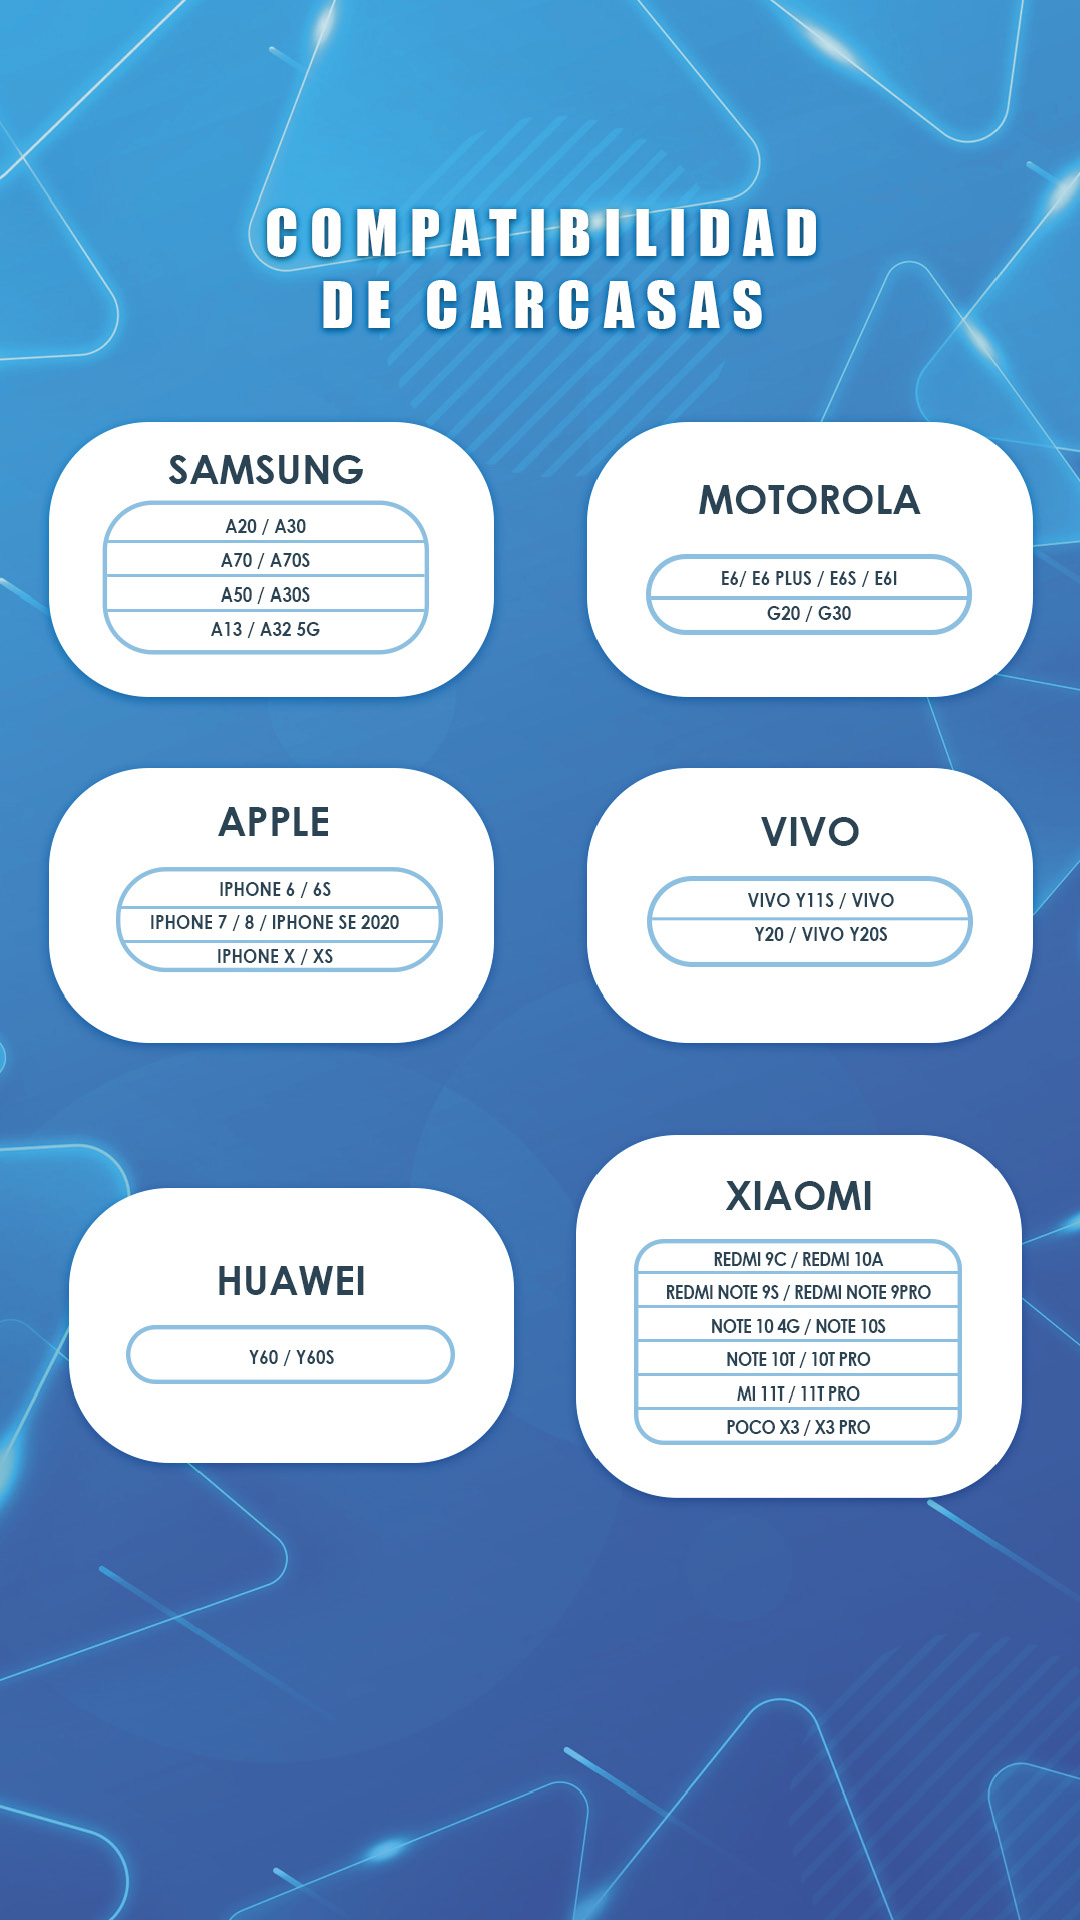 COMPATIBILIDAD
DE CARCASAS
SAMSUNG
A20 / A30
A70 / A70S
A50 / A30S
A13 / A32 5G
MOTOROLA
E6/ E6 PLUS / E6S / E6I
G20 / G30
APPLE
IPHONE 6 / 6S
IPHONE 7 / 8 / IPHONE SE 2020
IPHONE X / XS
VIVO
VIVO Y11S / VIVO
Y20 / VIVO Y20S
HUAWEI
Y60 / Y60S
XIAOMI
REDMI 9C / REDMI 10A
REDMI NOTE 9S / REDMI NOTE 9PRO
NOTE 10 4G / NOTE 10S
NOTE 10T / 10T PRO
MI 11T / 11T PRO
POCO X3 / X3 PRO